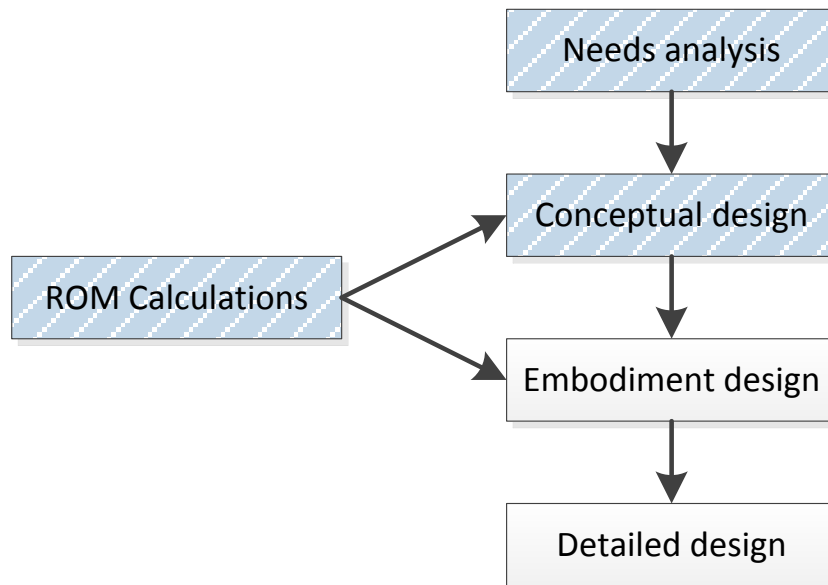 Needs analysis
Conceptual design
ROM Calculations
Embodiment design
Detailed design